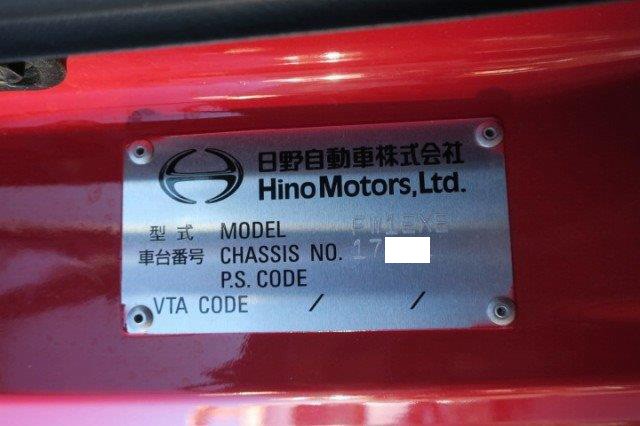 日野自動車株式会社
Hino Motors, Ltd.
型式 MODEL FW1EXE
車台番号 CHASSIS NO. 17
P.S. CODE
VTA CODE / /